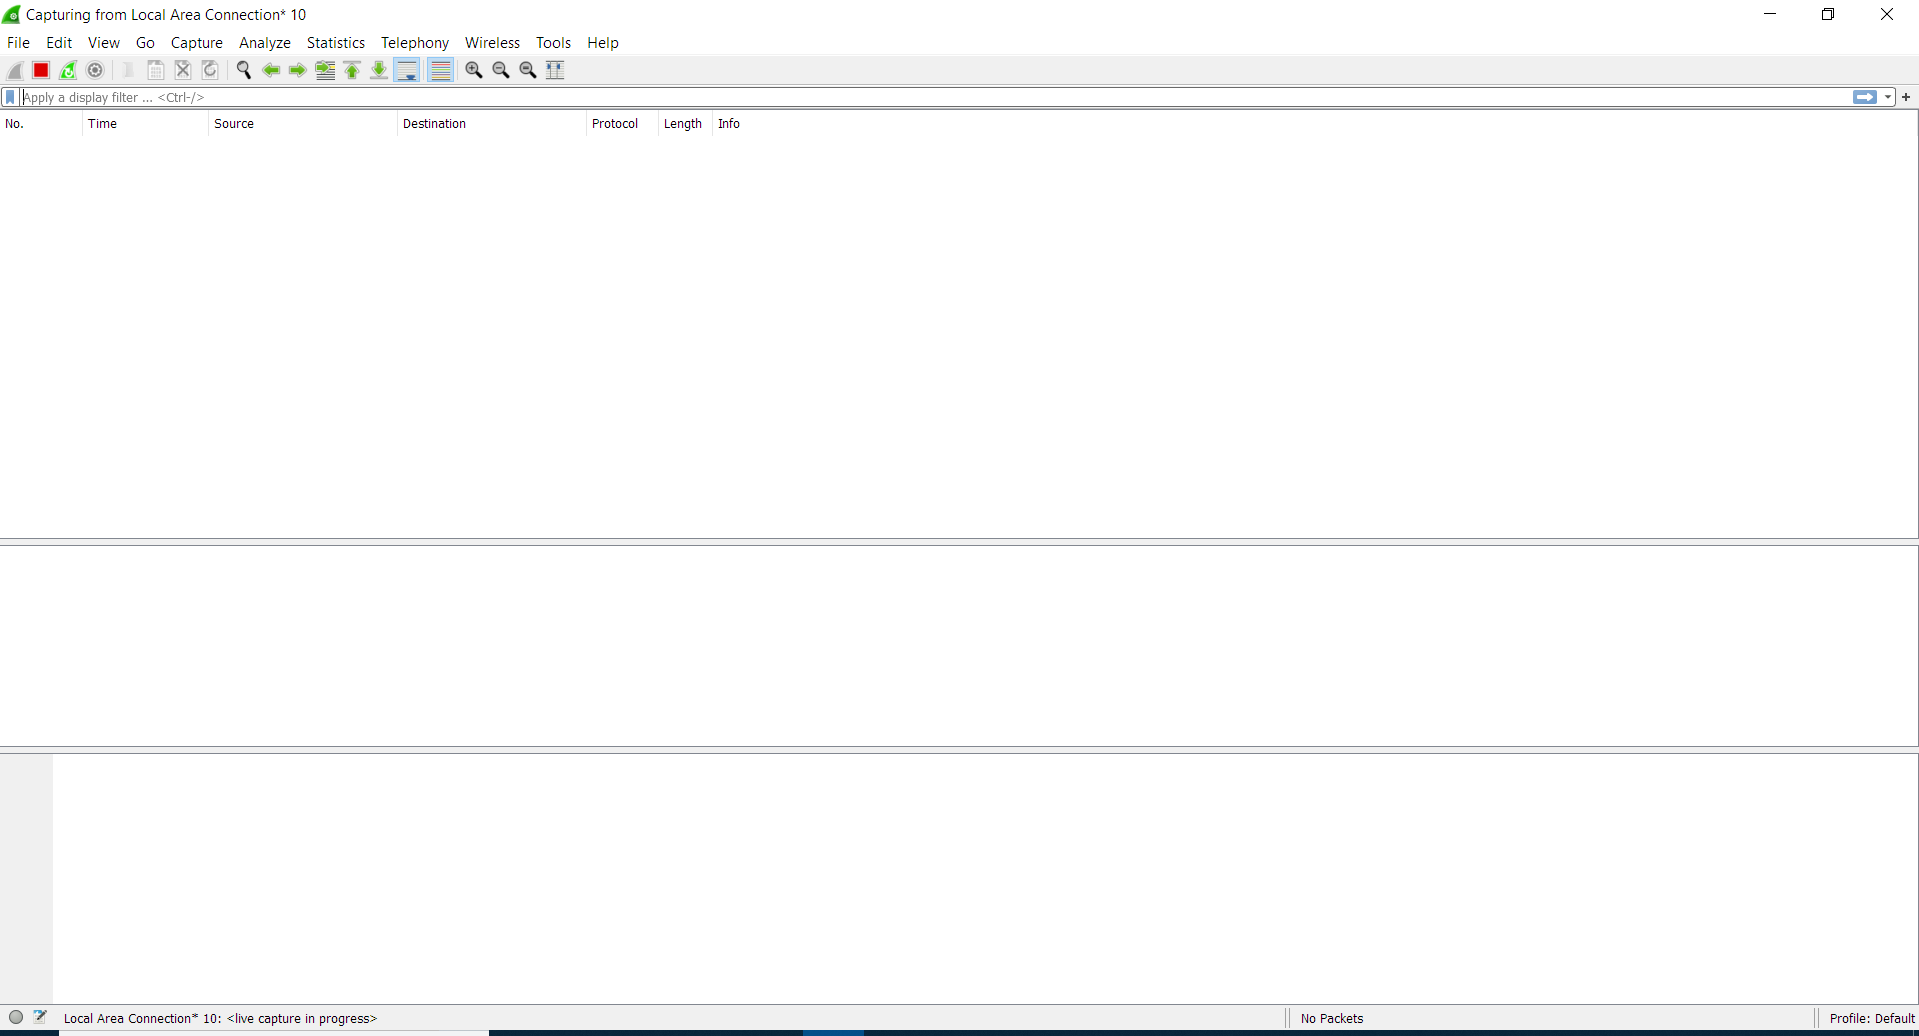 Capturing from Local Area Connection* 10
File Edit View Go Capture Analyze Statistics Telephony Wireless Tools Help
Apply a display filter ... <Ctrl-/>
No. Time Source Destination Protocol Length Info
Local Area Connection* 10: <live capture in progress> No Packets Profile: Default